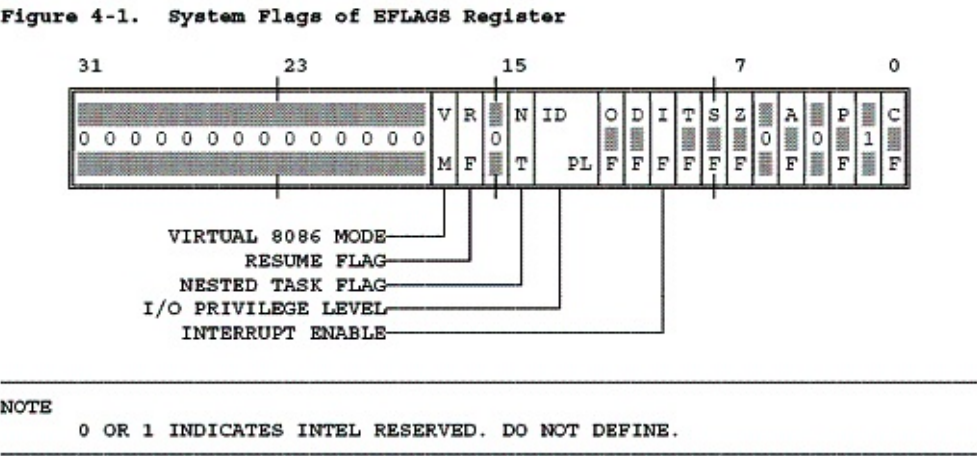 Figure 4-1. System Flags of EFLAGS Register
31 23 15 7 0
V R N ID O D I T S Z A P C
0 0 0 0 0 0 0 0 0 0 0 0 0 0 0 0 0 1
M F T PL F F F F F F F F F
VIRTUAL 8086 MODE
RESUME FLAG
NESTED TASK FLAG
I/O PRIVILEGE LEVEL
INTERRUPT ENABLE
NOTE
0 OR 1 INDICATES INTEL RESERVED. DO NOT DEFINE.